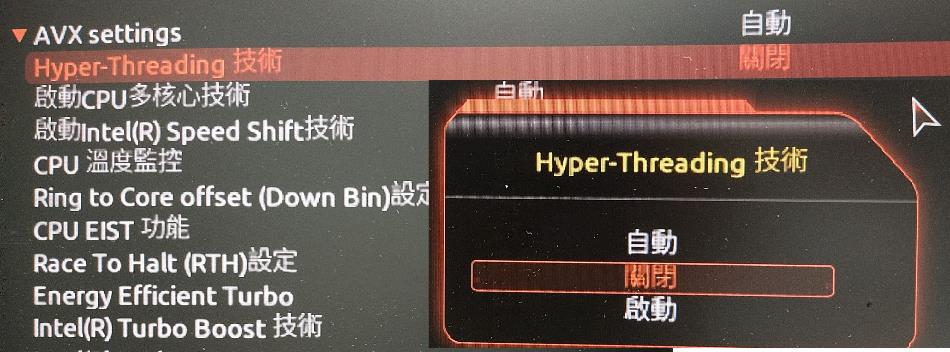 AVX settings
自動
Hyper-Threading 技術
關閉
啟動CPU多核心技術
自動
啟動Intel(R) Speed Shift技術
CPU 溫度監控
Ring to Core offset (Down Bin)設定
CPU EIST 功能
Race To Halt (RTH)設定
Energy Efficient Turbo
Intel(R) Turbo Boost 技術
Hyper-Threading 技術
自動
關閉
啟動